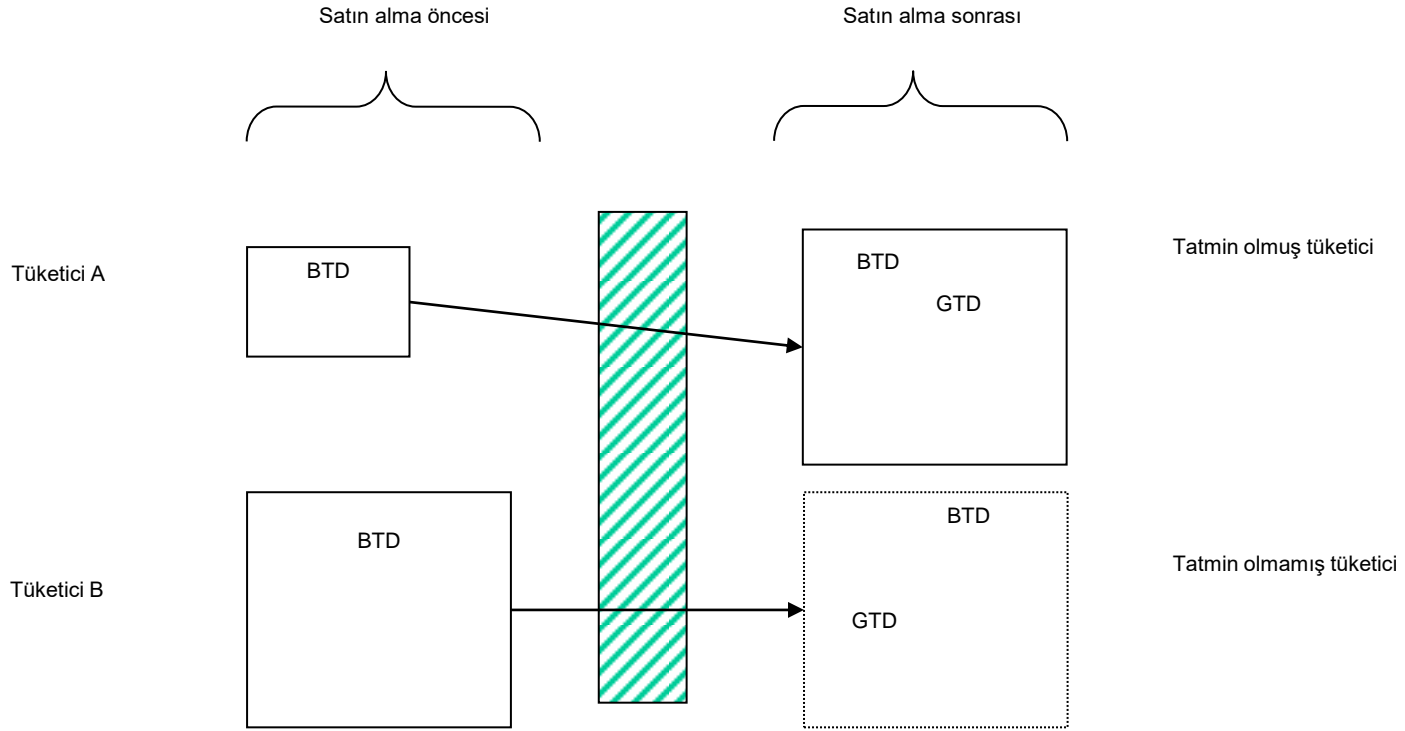 Satın alma öncesi
Satın alma sonrası
Tüketici A
BTD
BTD
GTD
Tatmin olmuş tüketici
Tüketici B
BTD
BTD
GTD
Tatmin olmamış tüketici